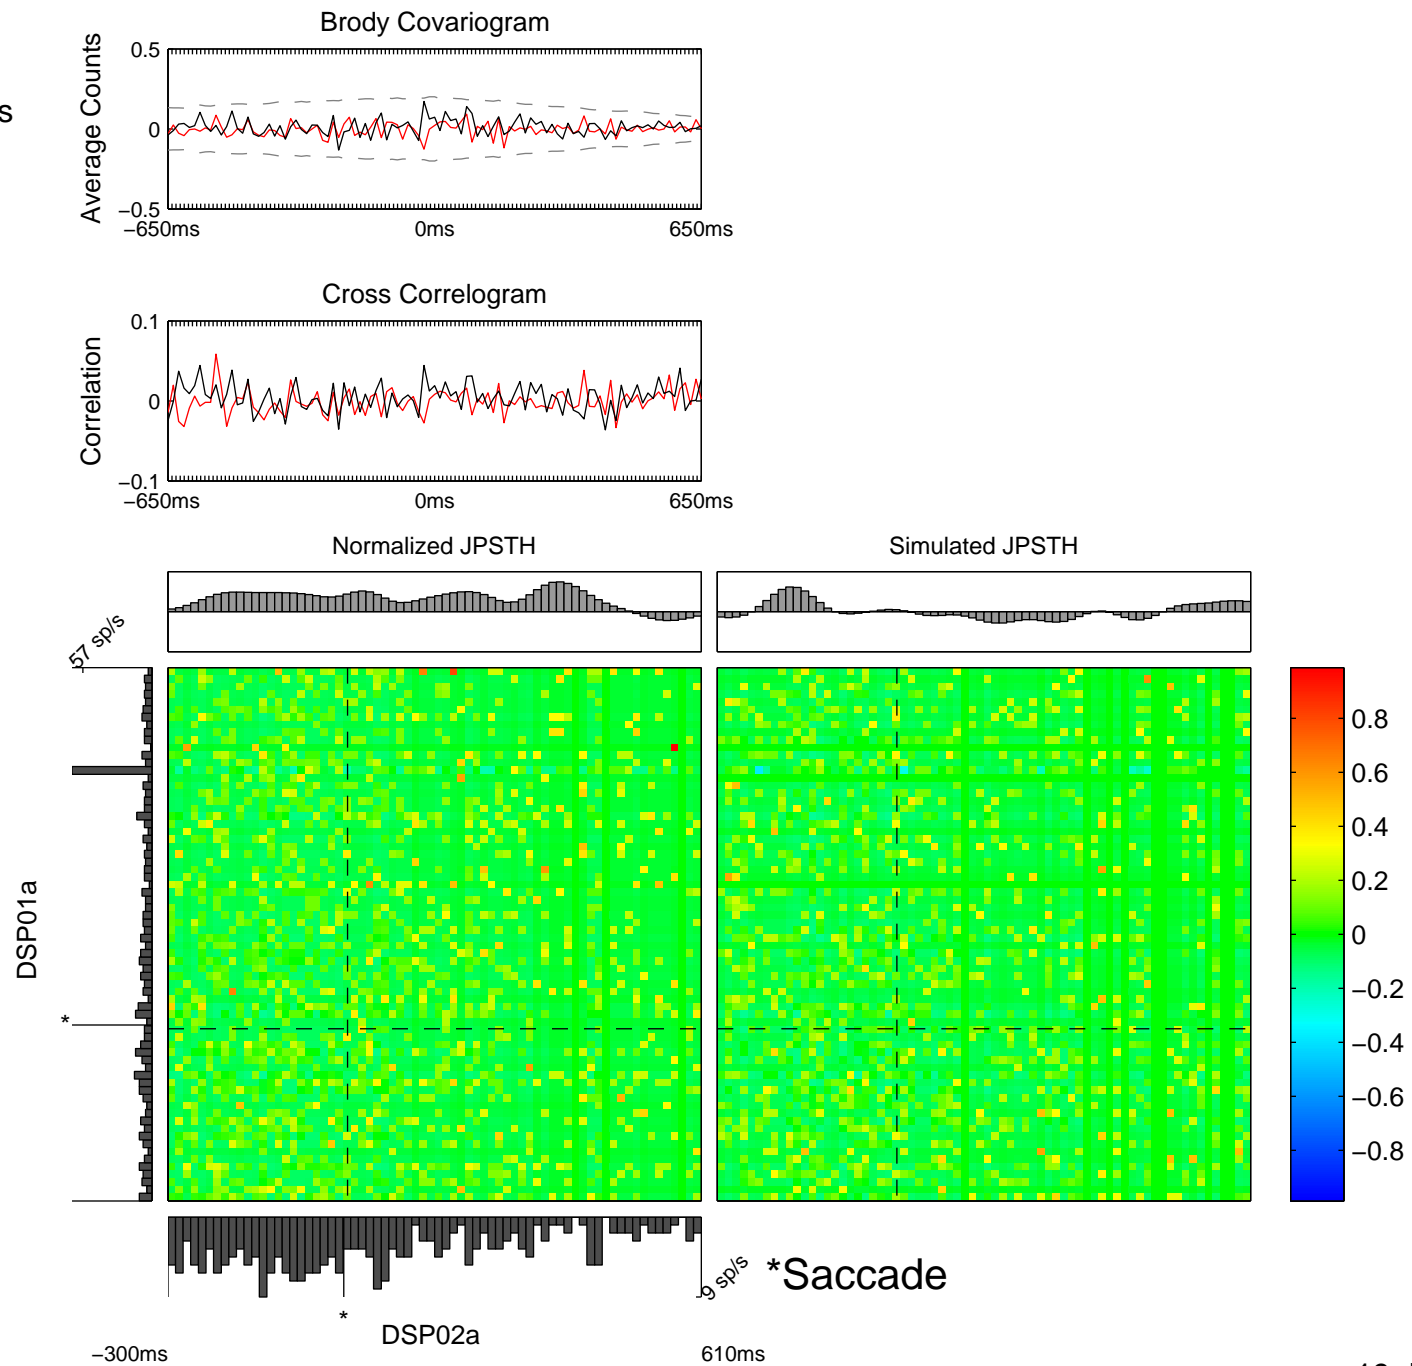 Brody Covariogram
Average Counts
0.5
0
−0.5
−650ms
0ms
650ms
s
Cross Correlogram
Correlation
0.1
0
−0.1
−650ms
0ms
650ms
Normalized JPSTH
Simulated JPSTH
57 sp/s
DSP01a
*
0.8
0.6
0.4
0.2
0
−0.2
−0.4
−0.6
−0.8
9 sp/s
*Saccade
*
DSP02a
−300ms
610ms